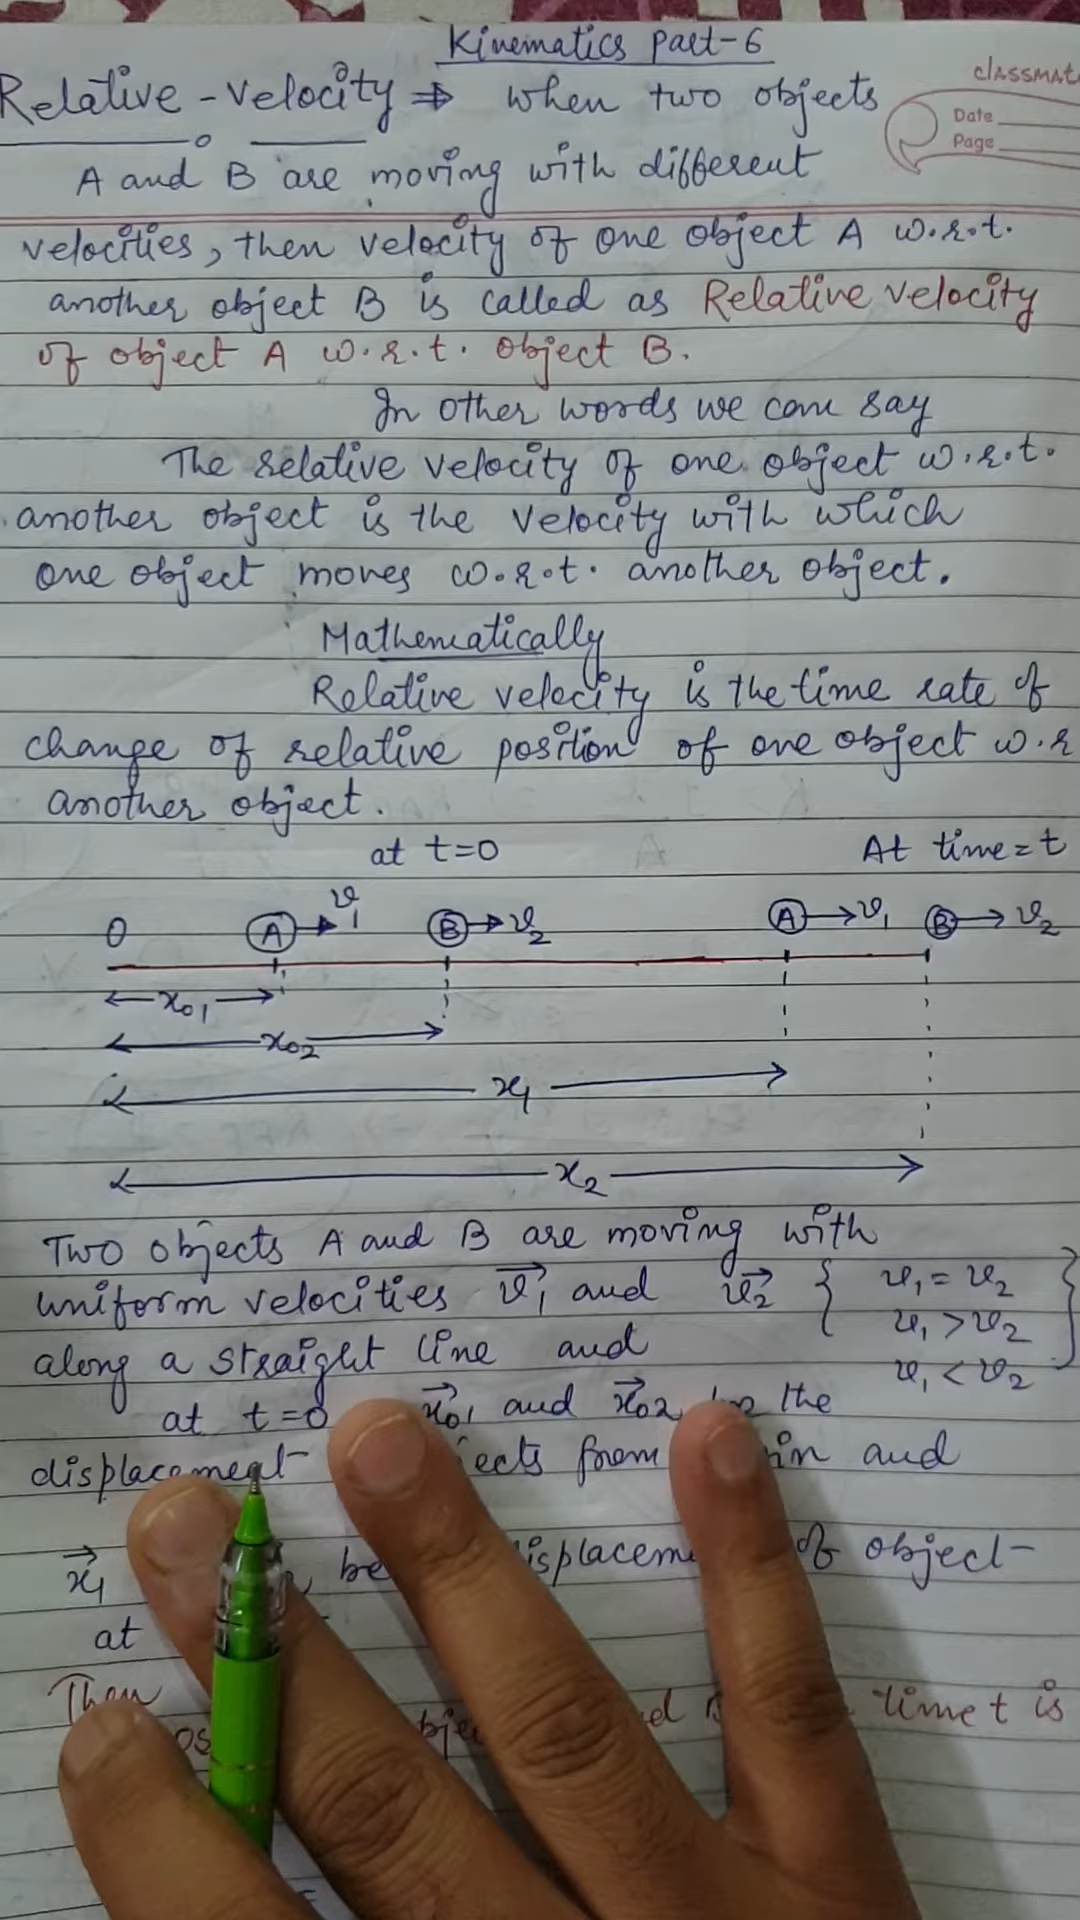 Kinematics part-6
classmate
Date
Page
Relative-velocity ⇒ when two objects
A and B are moving with different
velocities, then velocity of one object A w.r.t.
another object B is called as Relative velocity
of object A w.r.t. object B.
In other words we can say
The relative velocity of one object w.r.t.
another object is the velocity with which
one object moves w.r.t. another object.
Mathematically
Relative velocity is the time rate of
change of relative position of one object w.r
another object.
at t=0 At time=t
0 A → v₁ B → v₂ A → v₁ B → v₂
x₀₁
x₀₂
x₁
x₂
Two objects A and B are moving with
uniform velocities v⃗₁ and v⃗₂ { v₁ = v₂ }
v₁ > v₂
along a straight line and
v₁ < v₂
at t=0 x⃗₀₁ and x⃗₀₂ the
displacement from and
x⃗₁ be of object
at
Then time t is